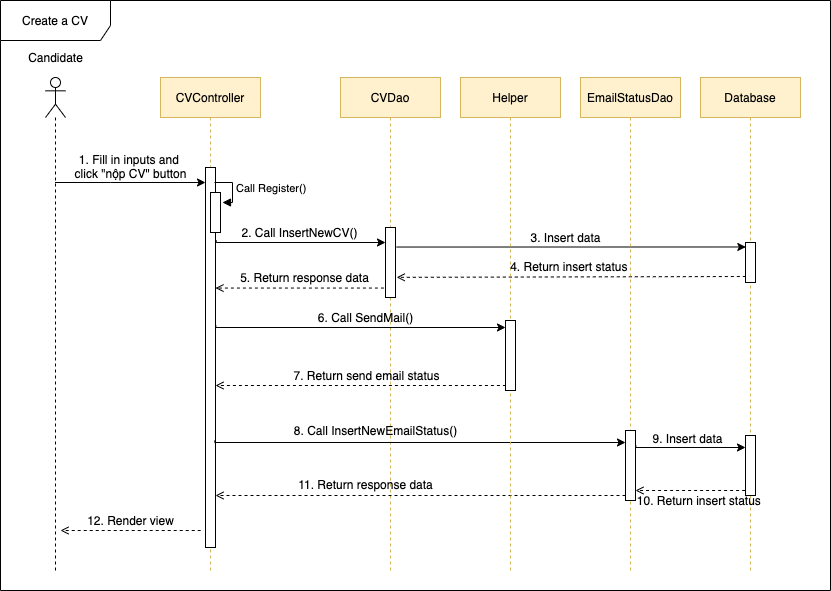 Create a CV
Candidate
CVController
CVDao
Helper
EmailStatusDao
Database
1. Fill in inputs and
click "nộp CV" button
Call Register()
2. Call InsertNewCV()
3. Insert data
4. Return insert status
5. Return response data
6. Call SendMail()
7. Return send email status
8. Call InsertNewEmailStatus()
9. Insert data
10. Return insert status
11. Return response data
12. Render view